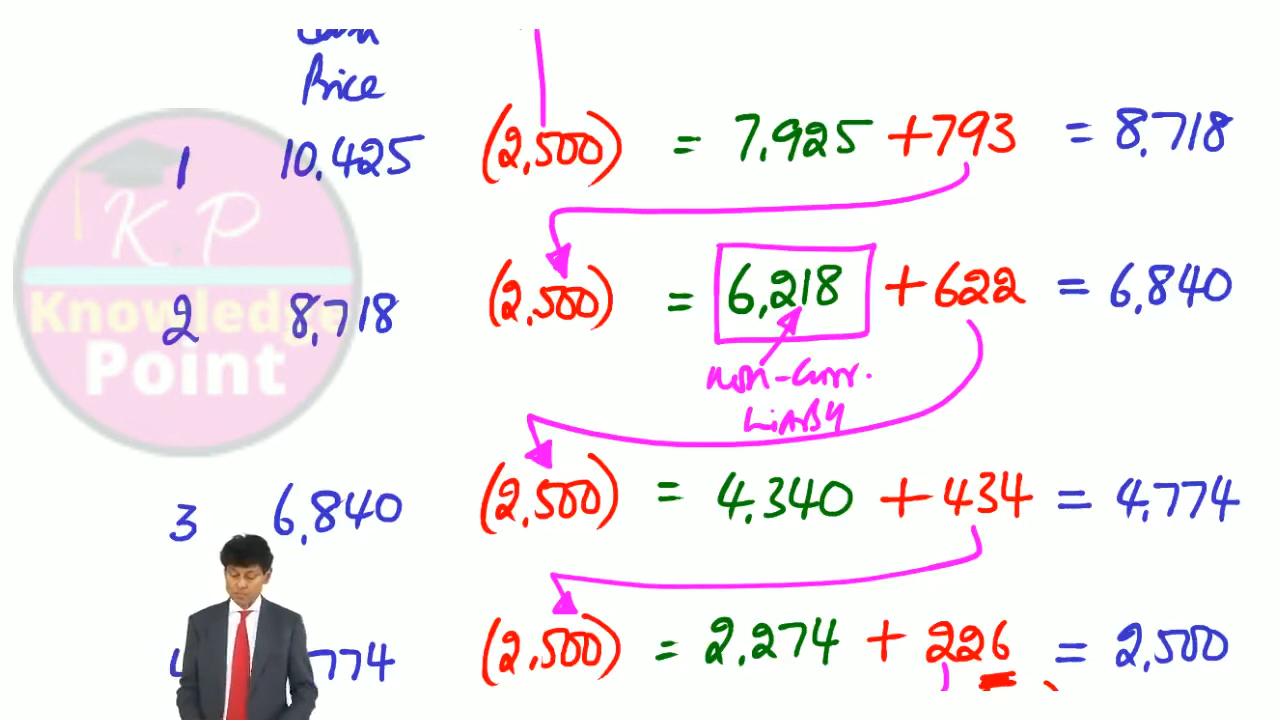 Price
1 10,425 (2,500) = 7,925 +793 = 8,718
K P
2 8,718 (2,500) = 6,218 +622 = 6,840
Knowledge
Point
non-Curr.
LiABy
3 6,840 (2,500) = 4,340 +434 = 4,774
774 (2,500) = 2,274 + 226 = 2,500